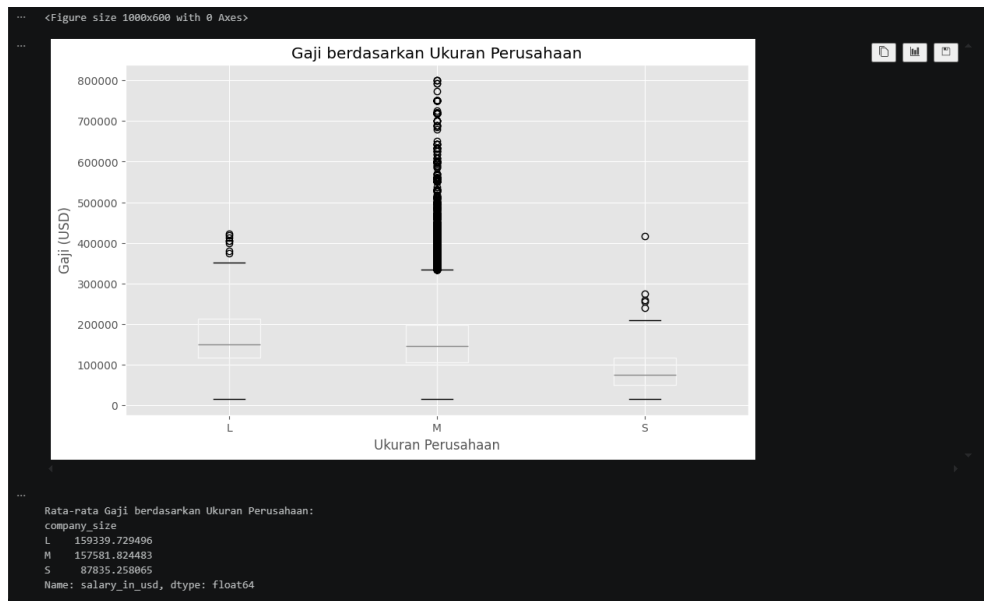 <Figure size 1000x600 with 0 Axes>
Gaji berdasarkan Ukuran Perusahaan
800000
700000
600000
500000
400000
300000
200000
100000
0
Gaji (USD)
L M S
Ukuran Perusahaan
Rata-rata Gaji berdasarkan Ukuran Perusahaan:
company_size
L 159339.729496
M 157581.824483
S 87835.258065
Name: salary_in_usd, dtype: float64